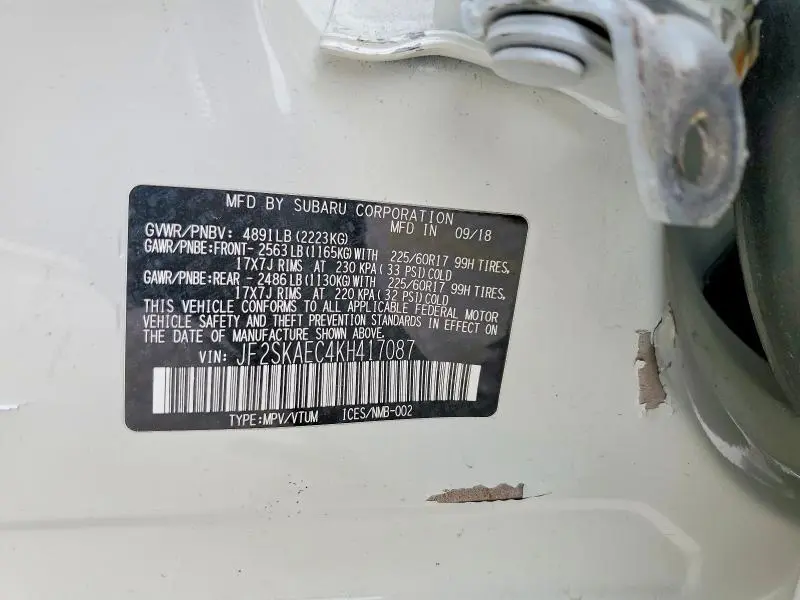 MFD BY SUBARU CORPORATION
GVWR/PNBV: 4891LB(2223KG) MFD IN 09/18
GAWR/PNBE:FRONT- 2563LB(1165KG)WITH 225/60R17 99H TIRES,
17X7J RIMS AT 230 KPA( 33 PSI)COLD
GAWR/PNBE:REAR - 2486LB(1130KG)WITH 225/60R17 99H TIRES,
17X7J RIMS AT 220 KPA( 32 PSI)COLD
THIS VEHICLE CONFORMS TO ALL APPLICABLE FEDERAL MOTOR
VEHICLE SAFETY AND THEFT PREVENTION STANDARDS IN EFFECT ON
THE DATE OF MANUFACTURE SHOWN ABOVE.
VIN: JF2SKAEC4KH417087
TYPE:MPV/VTUM ICES/NMB-002